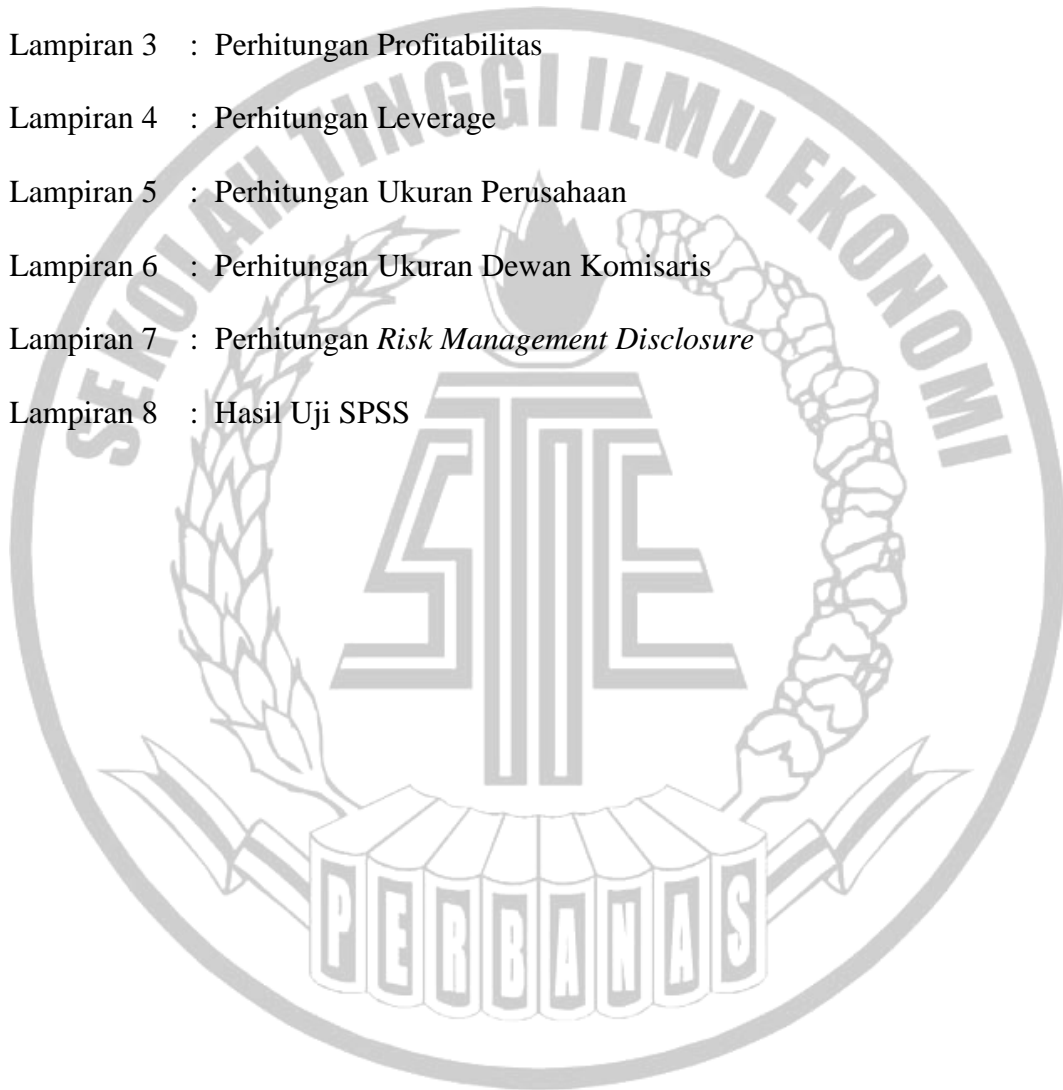 Lampiran 3 : Perhitungan Profitabilitas
Lampiran 4 : Perhitungan Leverage
Lampiran 5 : Perhitungan Ukuran Perusahaan
Lampiran 6 : Perhitungan Ukuran Dewan Komisaris
Lampiran 7 : Perhitungan Risk Management Disclosure
Lampiran 8 : Hasil Uji SPSS
SEKOLAH TINGGI ILMU EKONOMI
STIE
PERBANAS